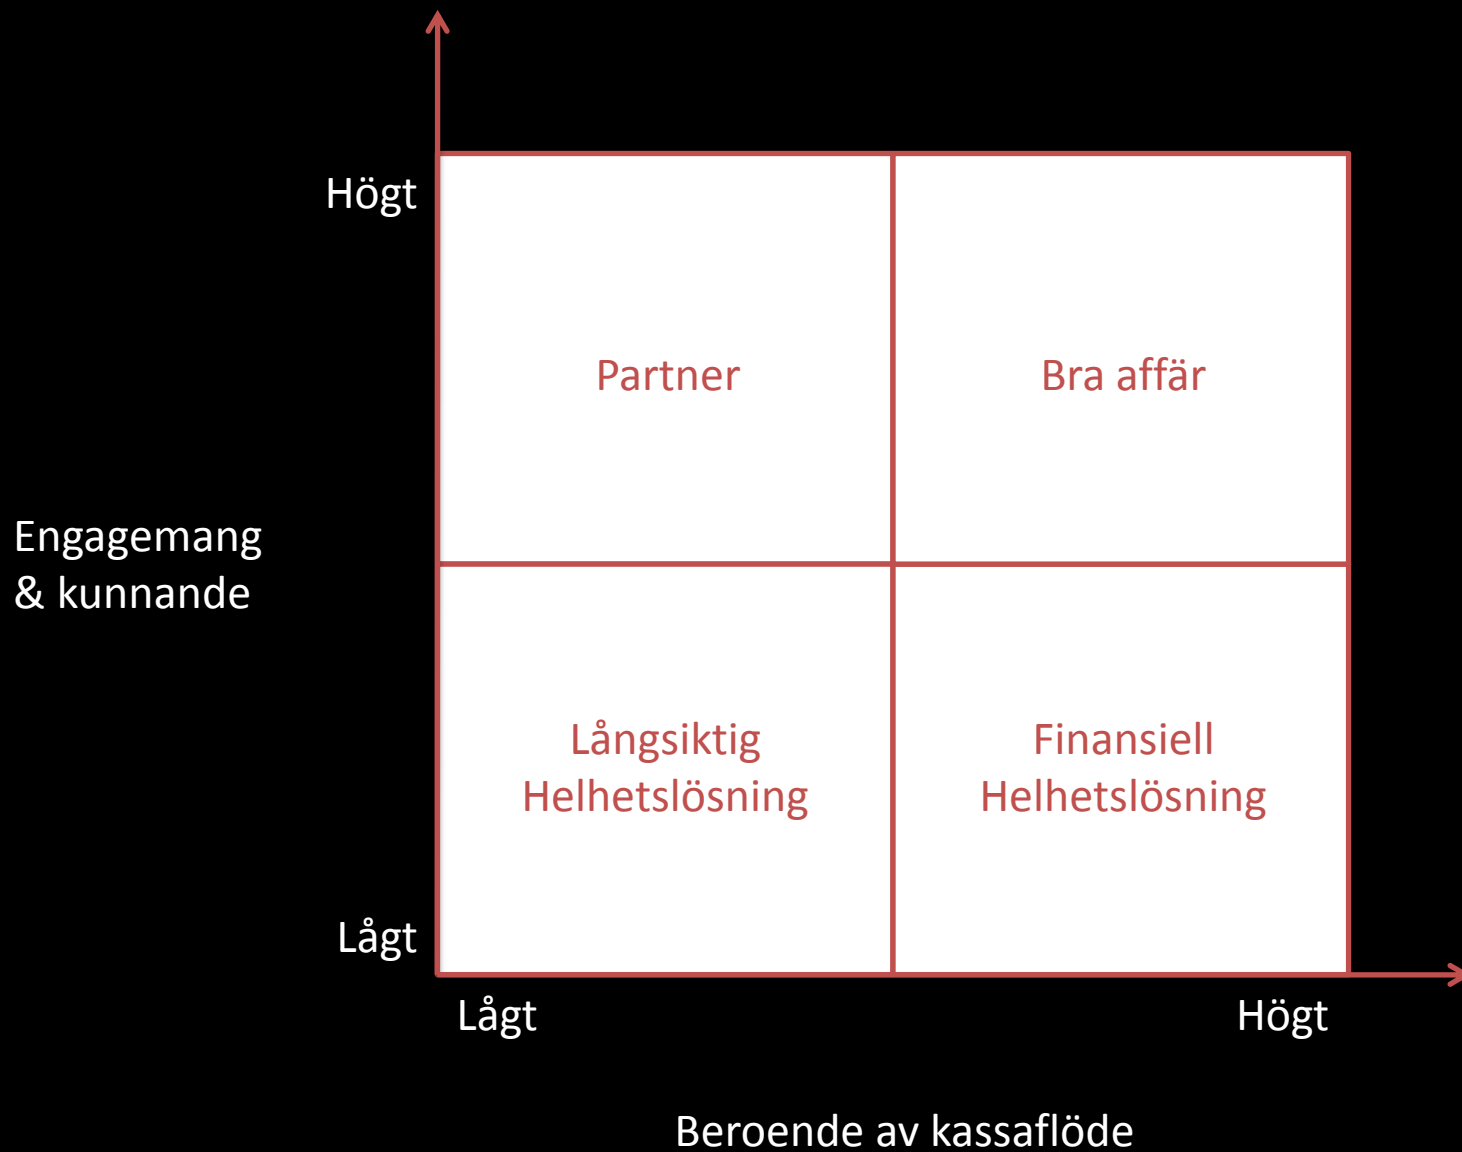 Högt
Partner
Bra affär
Engagemang
& kunnande
Långsiktig
Helhetslösning
Finansiell
Helhetslösning
Lågt
Lågt
Högt
Beroende av kassaflöde